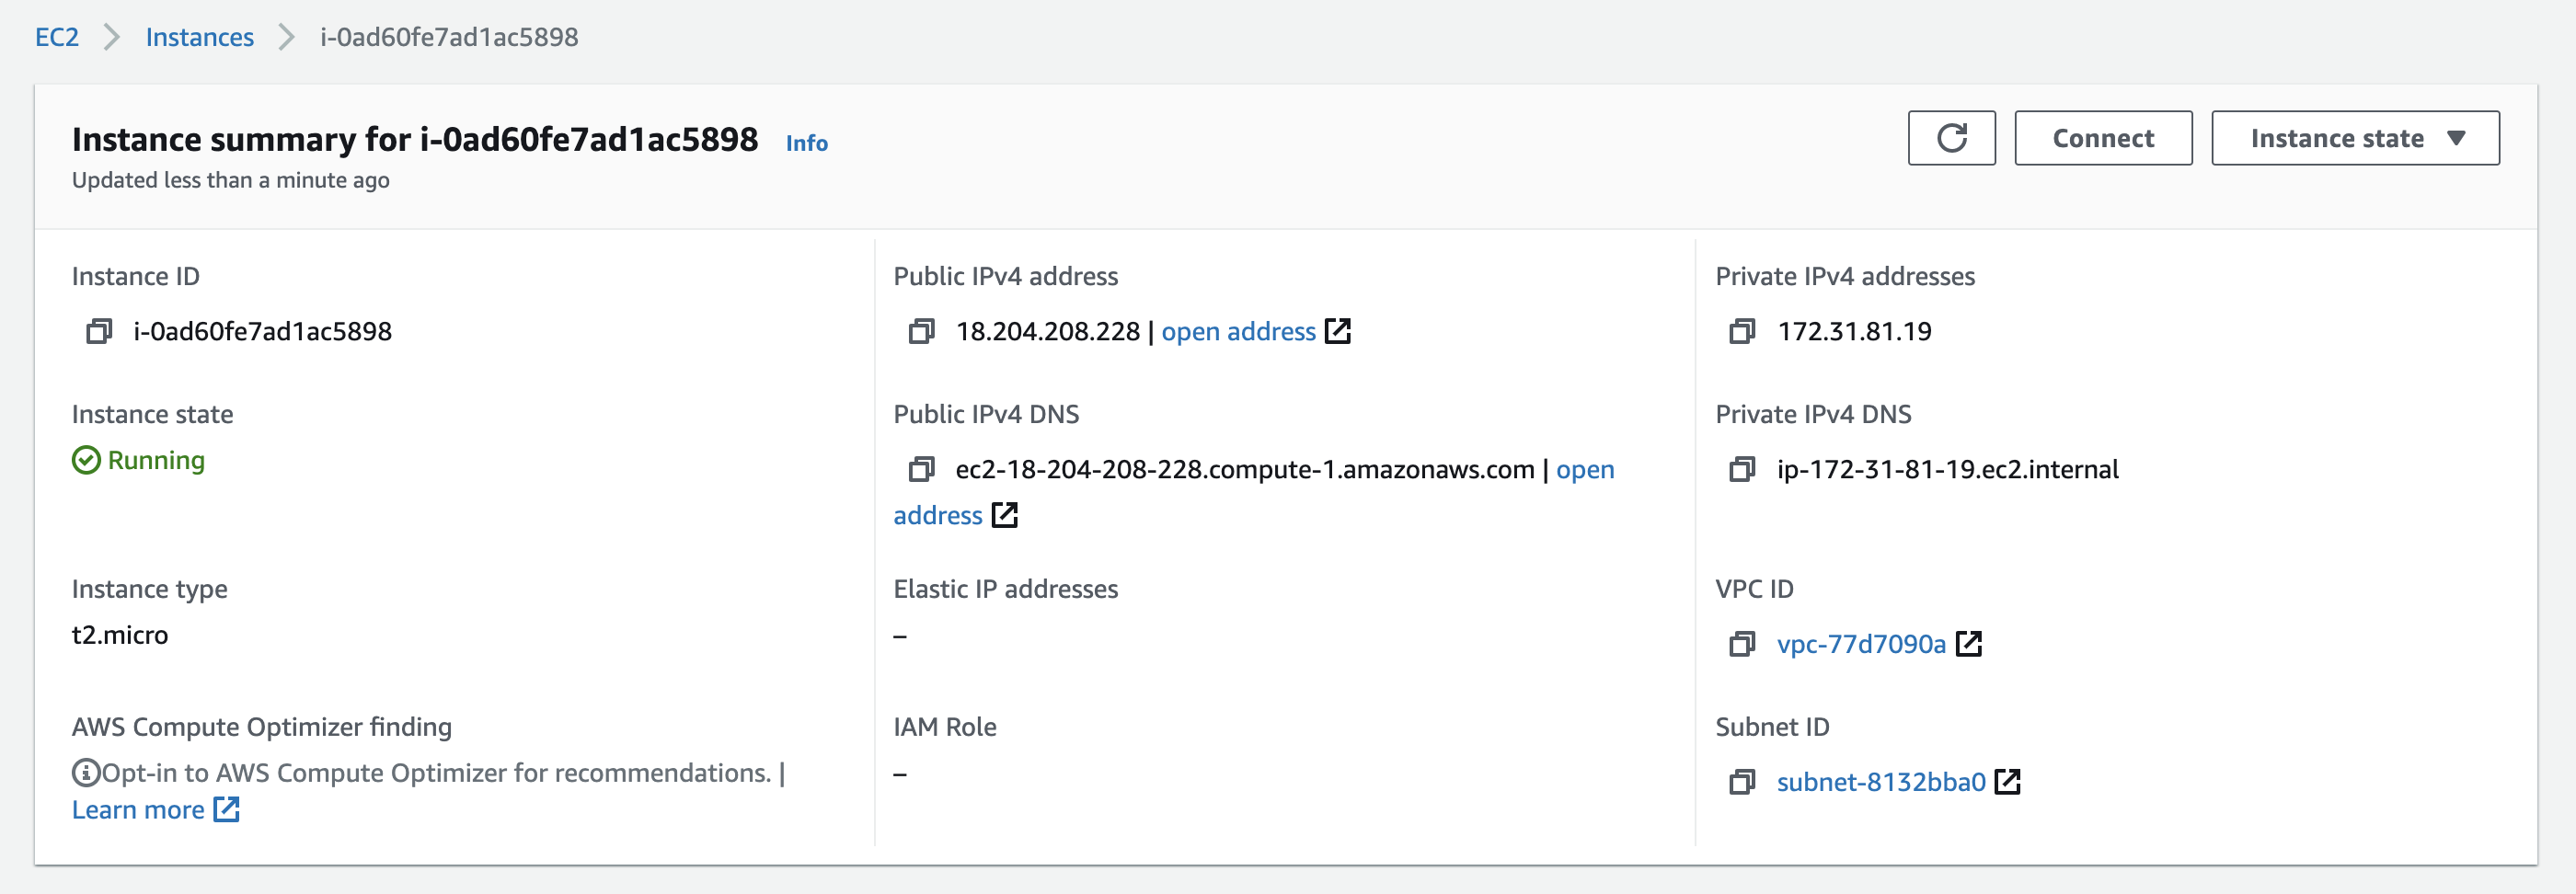 EC2 Instances i-0ad60fe7ad1ac5898
Instance summary for i-0ad60fe7ad1ac5898 Info
Updated less than a minute ago
Connect
Instance state
Instance ID
i-0ad60fe7ad1ac5898
Public IPv4 address
18.204.208.228 | open address
Private IPv4 addresses
172.31.81.19
Instance state
Running
Public IPv4 DNS
ec2-18-204-208-228.compute-1.amazonaws.com | open
address
Private IPv4 DNS
ip-172-31-81-19.ec2.internal
Instance type
t2.micro
Elastic IP addresses
–
VPC ID
vpc-77d7090a
AWS Compute Optimizer finding
Opt-in to AWS Compute Optimizer for recommendations. |
Learn more
IAM Role
–
Subnet ID
subnet-8132bba0